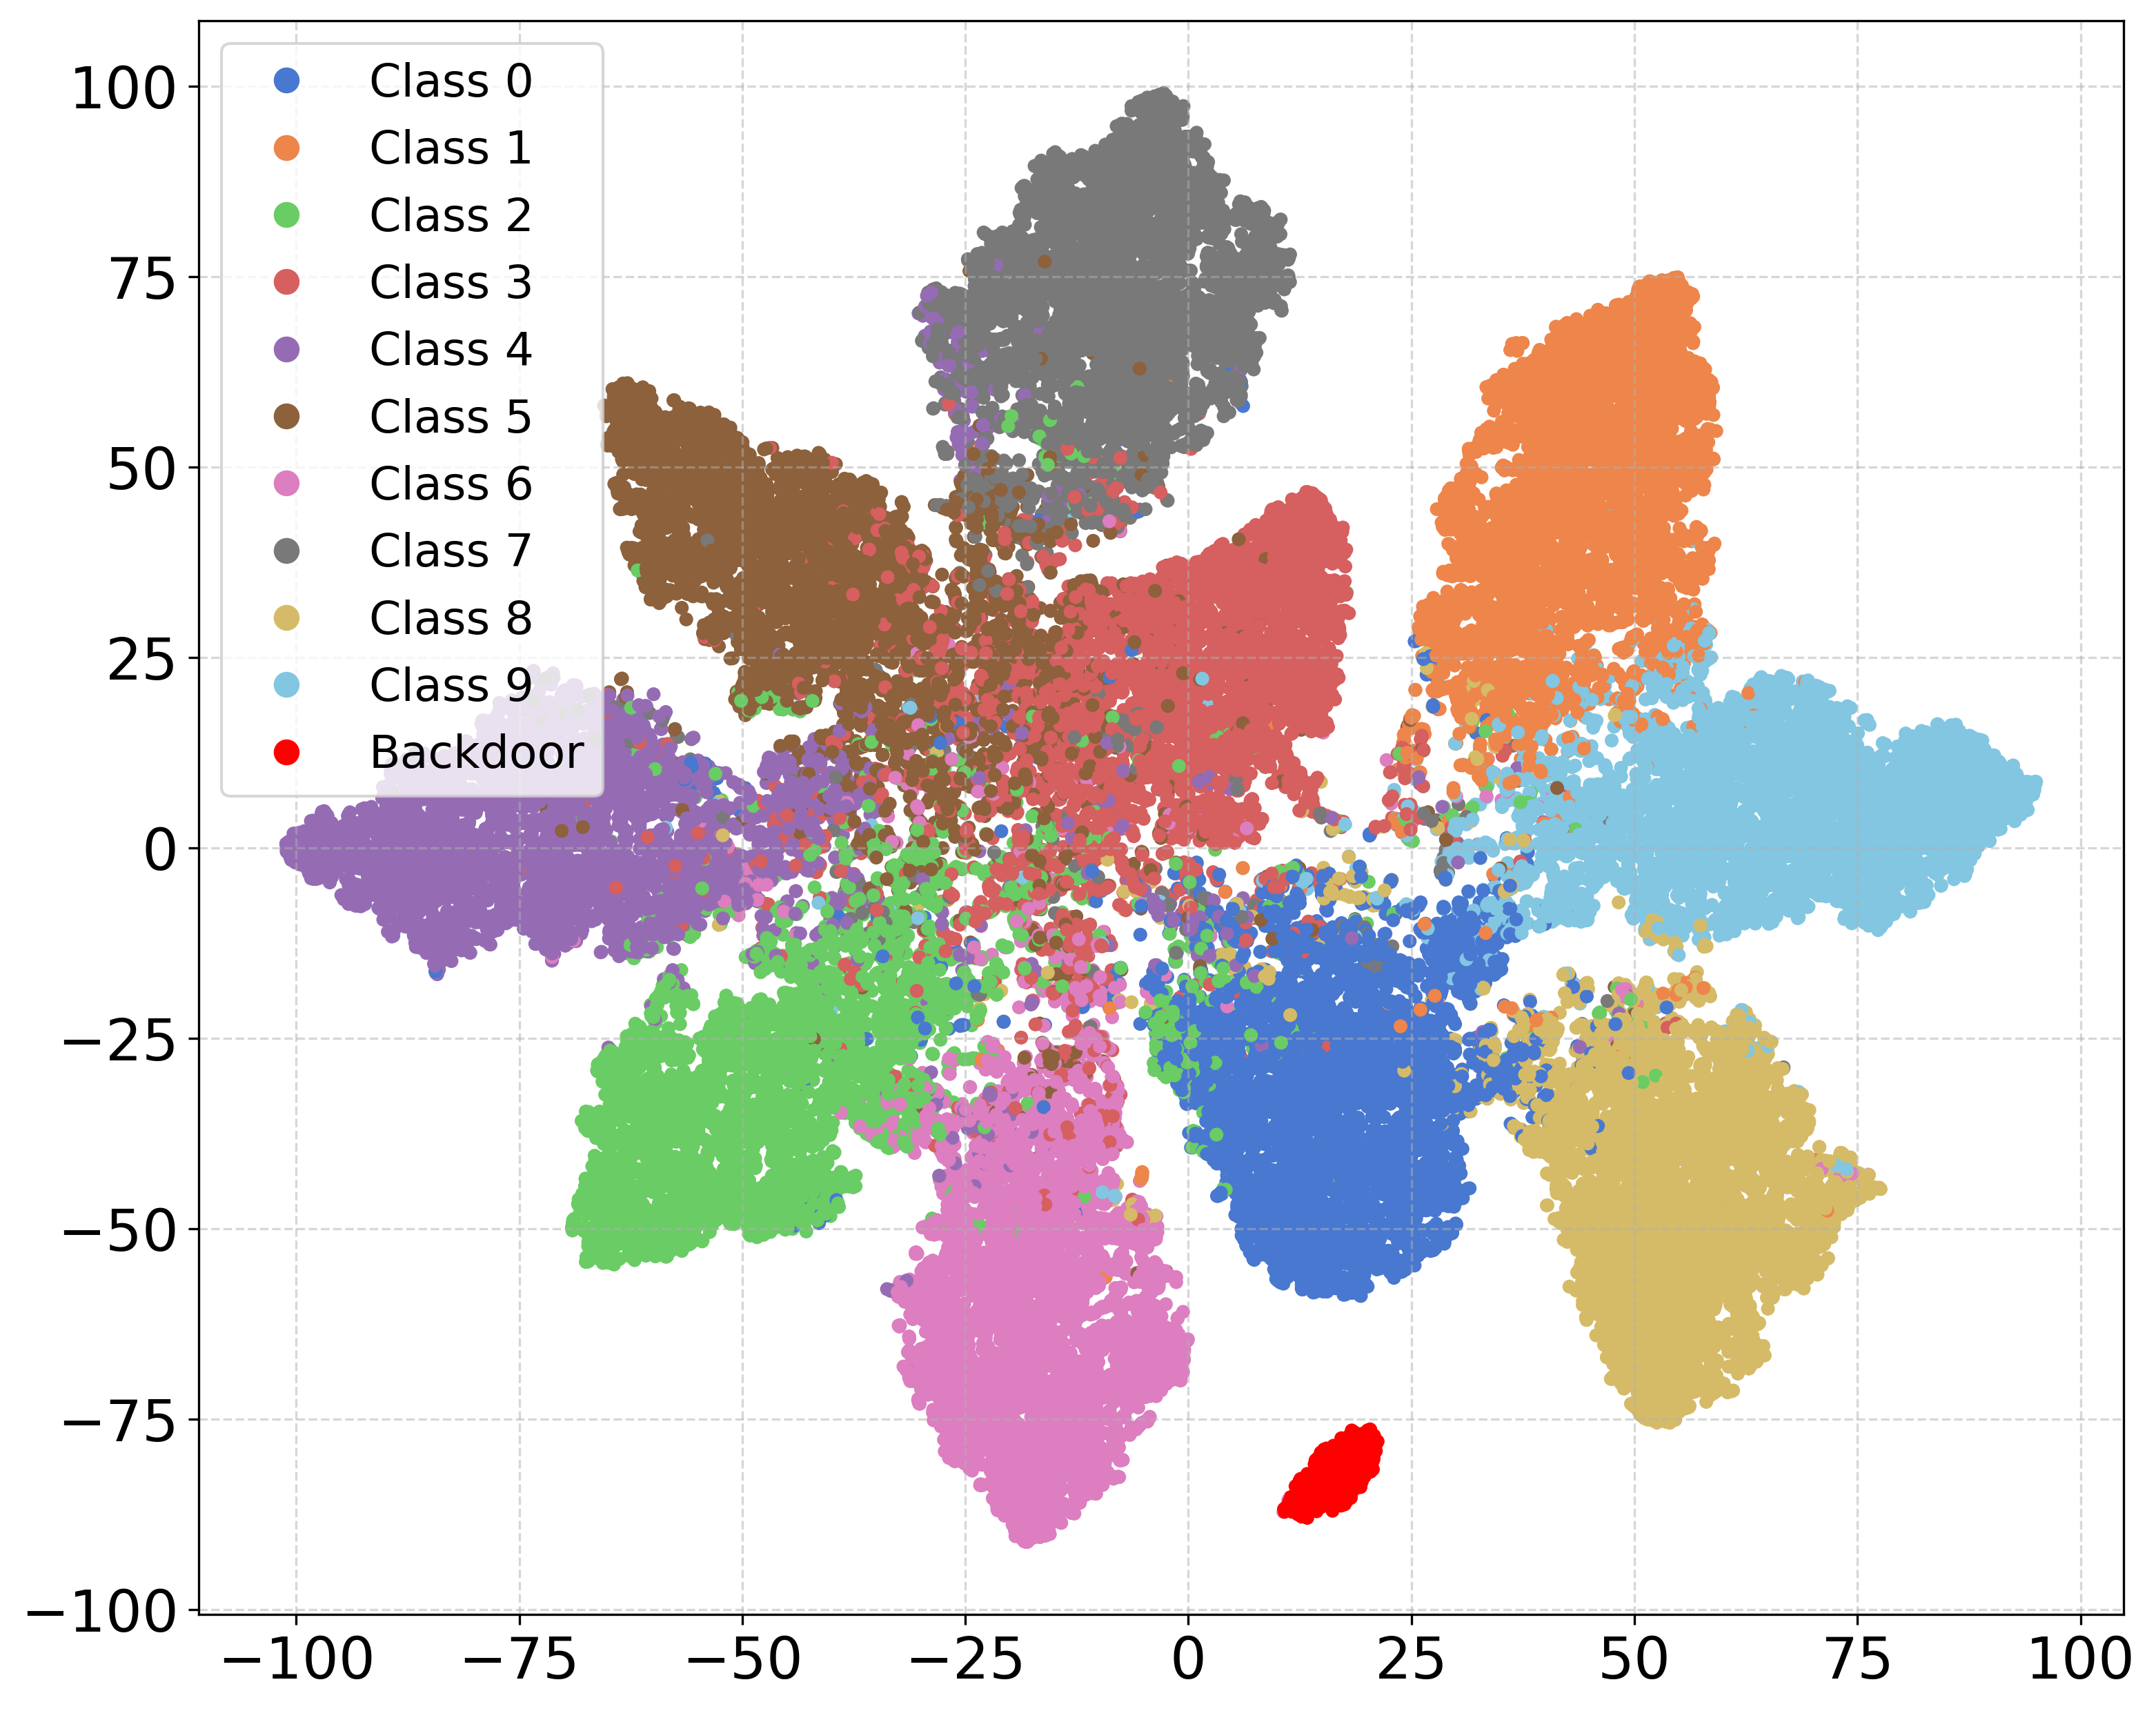 100
75
50
25
0
−25
−50
−75
−100
Class 0
Class 1
Class 2
Class 3
Class 4
Class 5
Class 6
Class 7
Class 8
Class 9
Backdoor
−100 −75 −50 −25 0 25 50 75 100